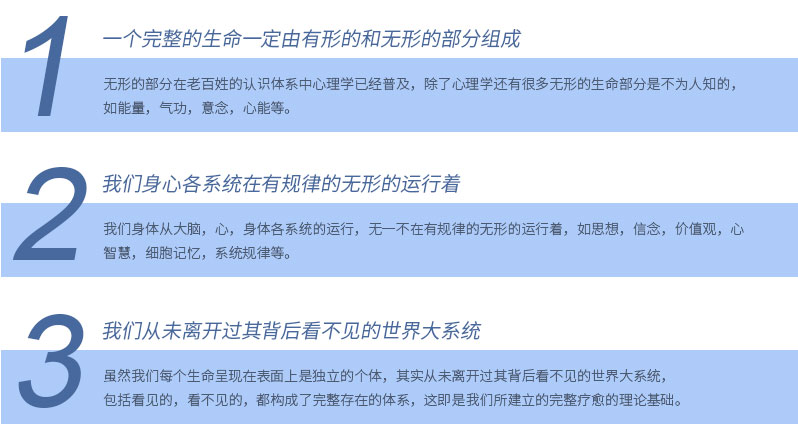 1
一个完整的生命一定由有形的和无形的部分组成
无形的部分在老百姓的认识体系中心理学已经普及，除了心理学还有很多无形的生命部分是不为人知的，
如能量，气功，意念，心能等。
2
我们身心各系统在有规律的无形的运行着
我们身体从大脑，心，身体各系统的运行，无一不在有规律的无形的运行着，如思想，信念，价值观，心
智慧，细胞记忆，系统规律等。
3
我们从未离开过其背后看不见的世界大系统
虽然我们每个生命呈现在表面上是独立的个体，其实从未离开过其背后看不见的世界大系统，
包括看见的，看不见的，都构成了完整存在的体系，这即是我们所建立的完整疗愈的理论基础。